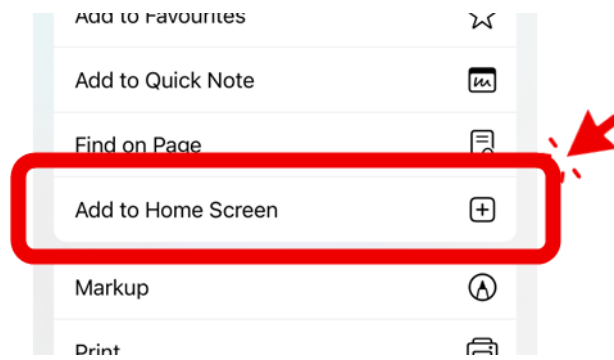 Add to Favourites
Add to Quick Note
Find on Page
Add to Home Screen
Markup
Print